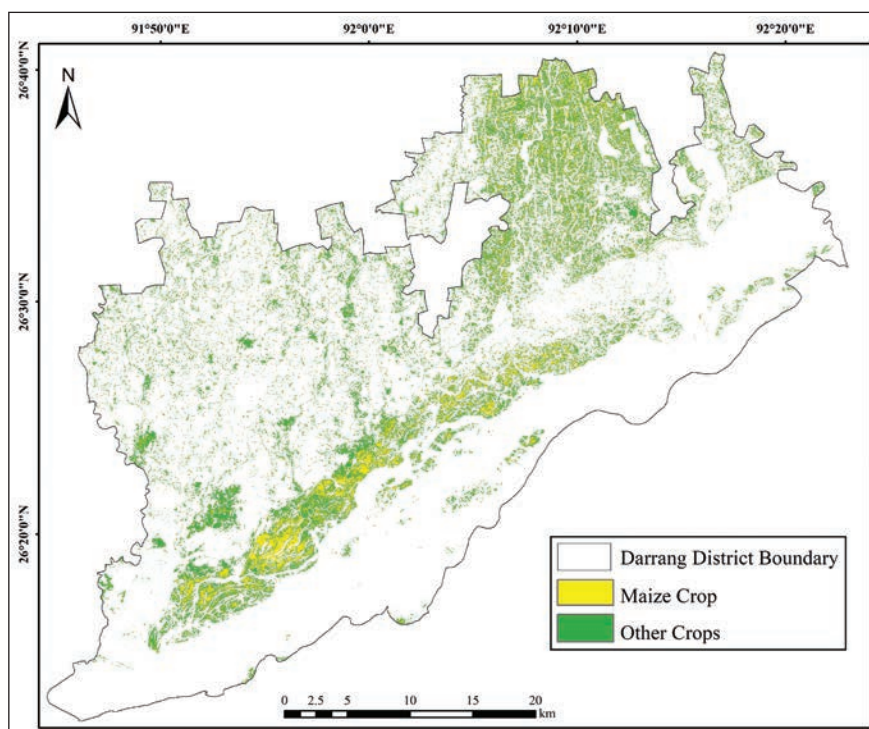 91°50'0"E 92°0'0"E 92°10'0"E 92°20'0"E
26°40'0"N
N
26°30'0"N
26°20'0"N
Darrang District Boundary
Maize Crop
Other Crops
0 2.5 5 10 15 20
km